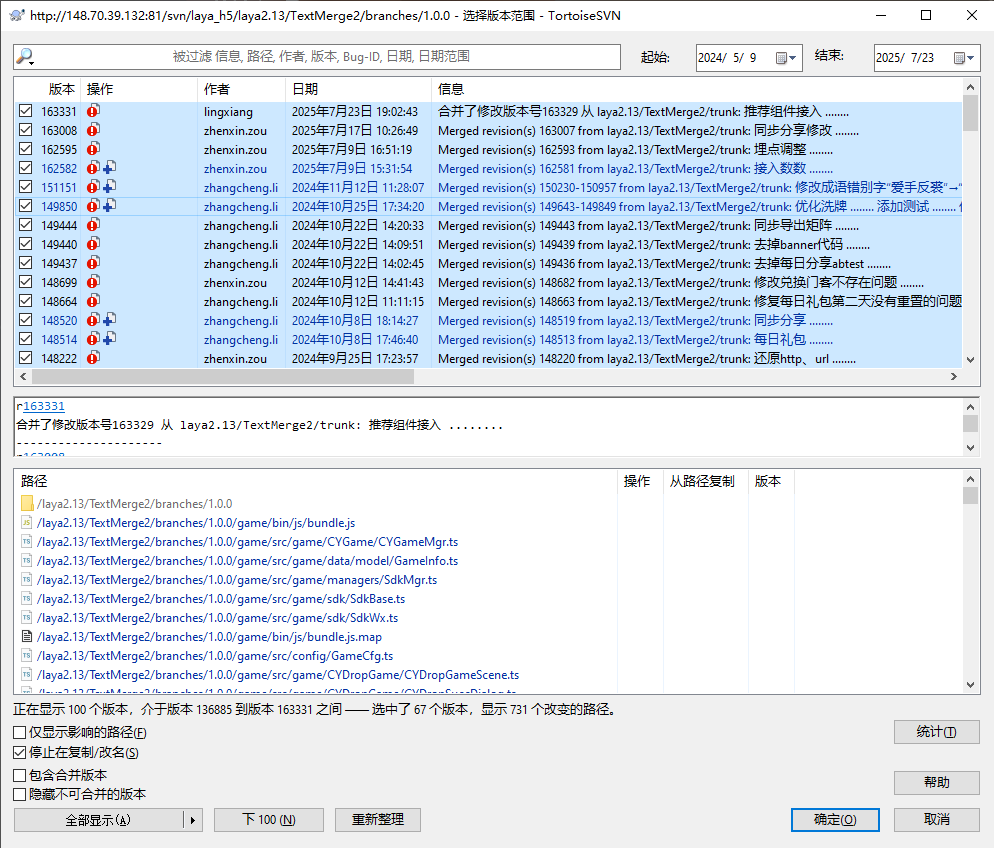 http://148.70.39.132:81/svn/laya_h5/laya2.13/TextMerge2/branches/1.0.0 - 选择版本范围 - TortoiseSVN
被过滤 信息, 路径, 作者, 版本, Bug-ID, 日期, 日期范围 起始: 2024/ 5/ 9 结束: 2025/ 7/23
版本 操作 作者 日期 信息
163331 lingxiang 2025年7月23日 19:02:43 合并了修改版本号163329 从 laya2.13/TextMerge2/trunk: 推荐组件接入 ........
163008 zhenxin.zou 2025年7月17日 10:26:49 Merged revision(s) 163007 from laya2.13/TextMerge2/trunk: 同步分享修改 ........
162595 zhenxin.zou 2025年7月9日 16:51:19 Merged revision(s) 162593 from laya2.13/TextMerge2/trunk: 埋点调整 ........
162582 zhenxin.zou 2025年7月9日 15:31:54 Merged revision(s) 162581 from laya2.13/TextMerge2/trunk: 接入数数 ........
151151 zhangcheng.li 2024年11月12日 11:28:07 Merged revision(s) 150230-150957 from laya2.13/TextMerge2/trunk: 修改成语错别字“爱手反裘”→“
149850 zhangcheng.li 2024年10月25日 17:34:20 Merged revision(s) 149643-149849 from laya2.13/TextMerge2/trunk: 优化洗牌 ........ 添加测试 ........
149444 zhangcheng.li 2024年10月22日 14:20:33 Merged revision(s) 149443 from laya2.13/TextMerge2/trunk: 同步导出矩阵 ........
149440 zhangcheng.li 2024年10月22日 14:09:51 Merged revision(s) 149439 from laya2.13/TextMerge2/trunk: 去掉banner代码 ........
149437 zhangcheng.li 2024年10月22日 14:02:45 Merged revision(s) 149436 from laya2.13/TextMerge2/trunk: 去掉每日分享abtest ........
148699 zhenxin.zou 2024年10月12日 14:41:43 Merged revision(s) 148682 from laya2.13/TextMerge2/trunk: 修改兑换门客不存在问题 ........
148664 zhangcheng.li 2024年10月12日 11:11:15 Merged revision(s) 148663 from laya2.13/TextMerge2/trunk: 修复每日礼包第二天没有重置的问题
148520 zhangcheng.li 2024年10月8日 18:14:27 Merged revision(s) 148519 from laya2.13/TextMerge2/trunk: 同步分享 ........
148514 zhangcheng.li 2024年10月8日 17:46:40 Merged revision(s) 148513 from laya2.13/TextMerge2/trunk: 每日礼包 ........
148222 zhenxin.zou 2024年9月25日 17:23:57 Merged revision(s) 148220 from laya2.13/TextMerge2/trunk: 还原http、url ........
r163331
合并了修改版本号163329 从 laya2.13/TextMerge2/trunk: 推荐组件接入 ........
---------------------
r163008
路径 操作 从路径复制 版本
/laya2.13/TextMerge2/branches/1.0.0
/laya2.13/TextMerge2/branches/1.0.0/game/bin/js/bundle.js
/laya2.13/TextMerge2/branches/1.0.0/game/src/game/CYGame/CYGameMgr.ts
/laya2.13/TextMerge2/branches/1.0.0/game/src/game/data/model/GameInfo.ts
/laya2.13/TextMerge2/branches/1.0.0/game/src/game/managers/SdkMgr.ts
/laya2.13/TextMerge2/branches/1.0.0/game/src/game/sdk/SdkBase.ts
/laya2.13/TextMerge2/branches/1.0.0/game/src/game/sdk/SdkWx.ts
/laya2.13/TextMerge2/branches/1.0.0/game/bin/js/bundle.js.map
/laya2.13/TextMerge2/branches/1.0.0/game/src/config/GameCfg.ts
/laya2.13/TextMerge2/branches/1.0.0/game/src/game/CYDropGame/CYDropGameScene.ts
/laya2.13/TextMerge2/branches/1.0.0/game/src/game/CYDropGame/CYDropSuccDialog.ts
正在显示 100 个版本，介于版本 136885 到版本 163331 之间 —— 选中了 67 个版本，显示 731 个改变的路径。
仅显示影响的路径(F)
统计(T)
停止在复制/改名(S)
包含合并版本
帮助
隐藏不可合并的版本
全部显示(A) 下 100 (N) 重新整理 确定(O) 取消